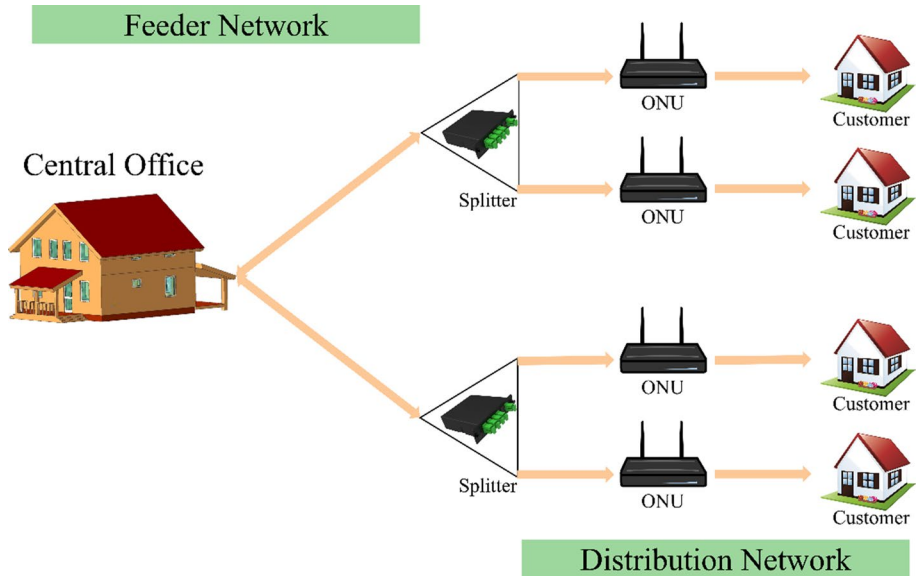 Feeder Network
ONU
Customer
Central Office
Splitter
ONU
Customer
ONU
Customer
Splitter
ONU
Customer
Distribution Network